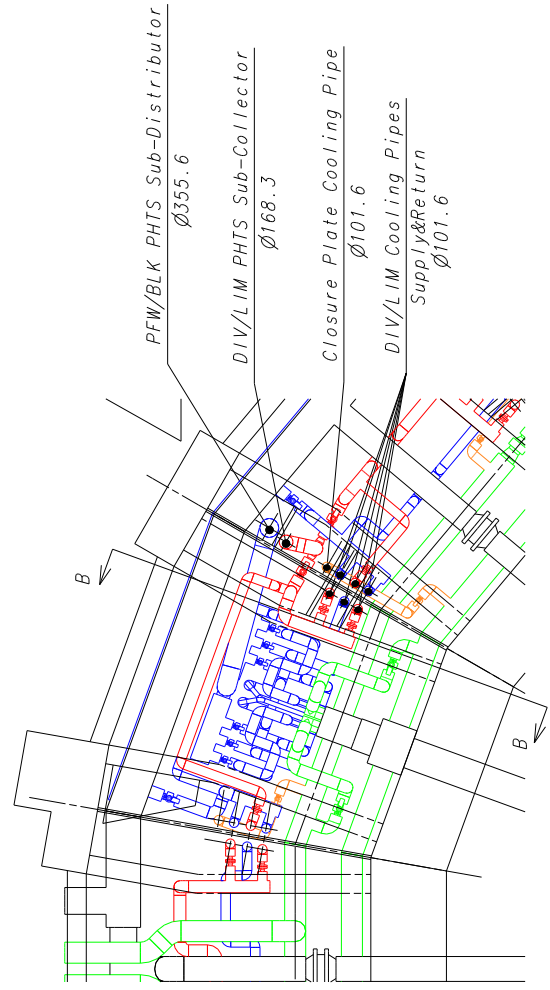 PFW/BLK PHTS Sub-Distributor
Ø355.6
DIV/LIM PHTS Sub-Collector
Ø168.3
Closure Plate Cooling Pipe
Ø101.6
DIV/LIM Cooling Pipes
Supply&Return
Ø101.6
B
B